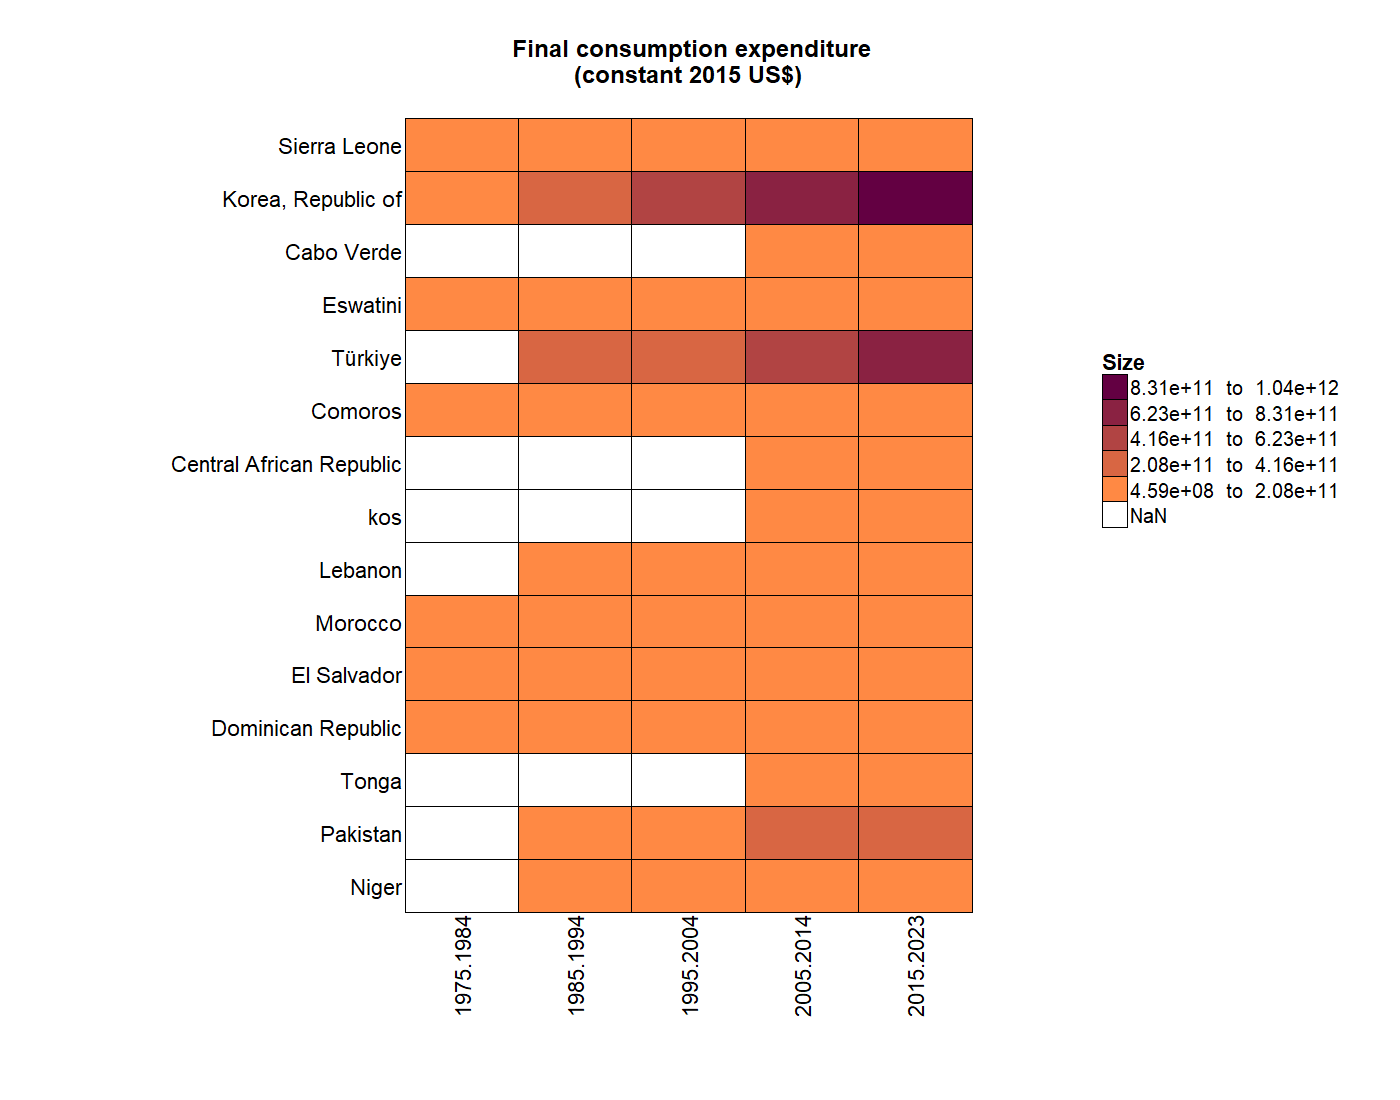 Final consumption expenditure
(constant 2015 US$)
Sierra Leone
Korea, Republic of
Cabo Verde
Eswatini
Türkiye
Comoros
Central African Republic
kos
Lebanon
Morocco
El Salvador
Dominican Republic
Tonga
Pakistan
Niger
1975.1984
1985.1994
1995.2004
2005.2014
2015.2023
Size
8.31e+11 to 1.04e+12
6.23e+11 to 8.31e+11
4.16e+11 to 6.23e+11
2.08e+11 to 4.16e+11
4.59e+08 to 2.08e+11
NaN